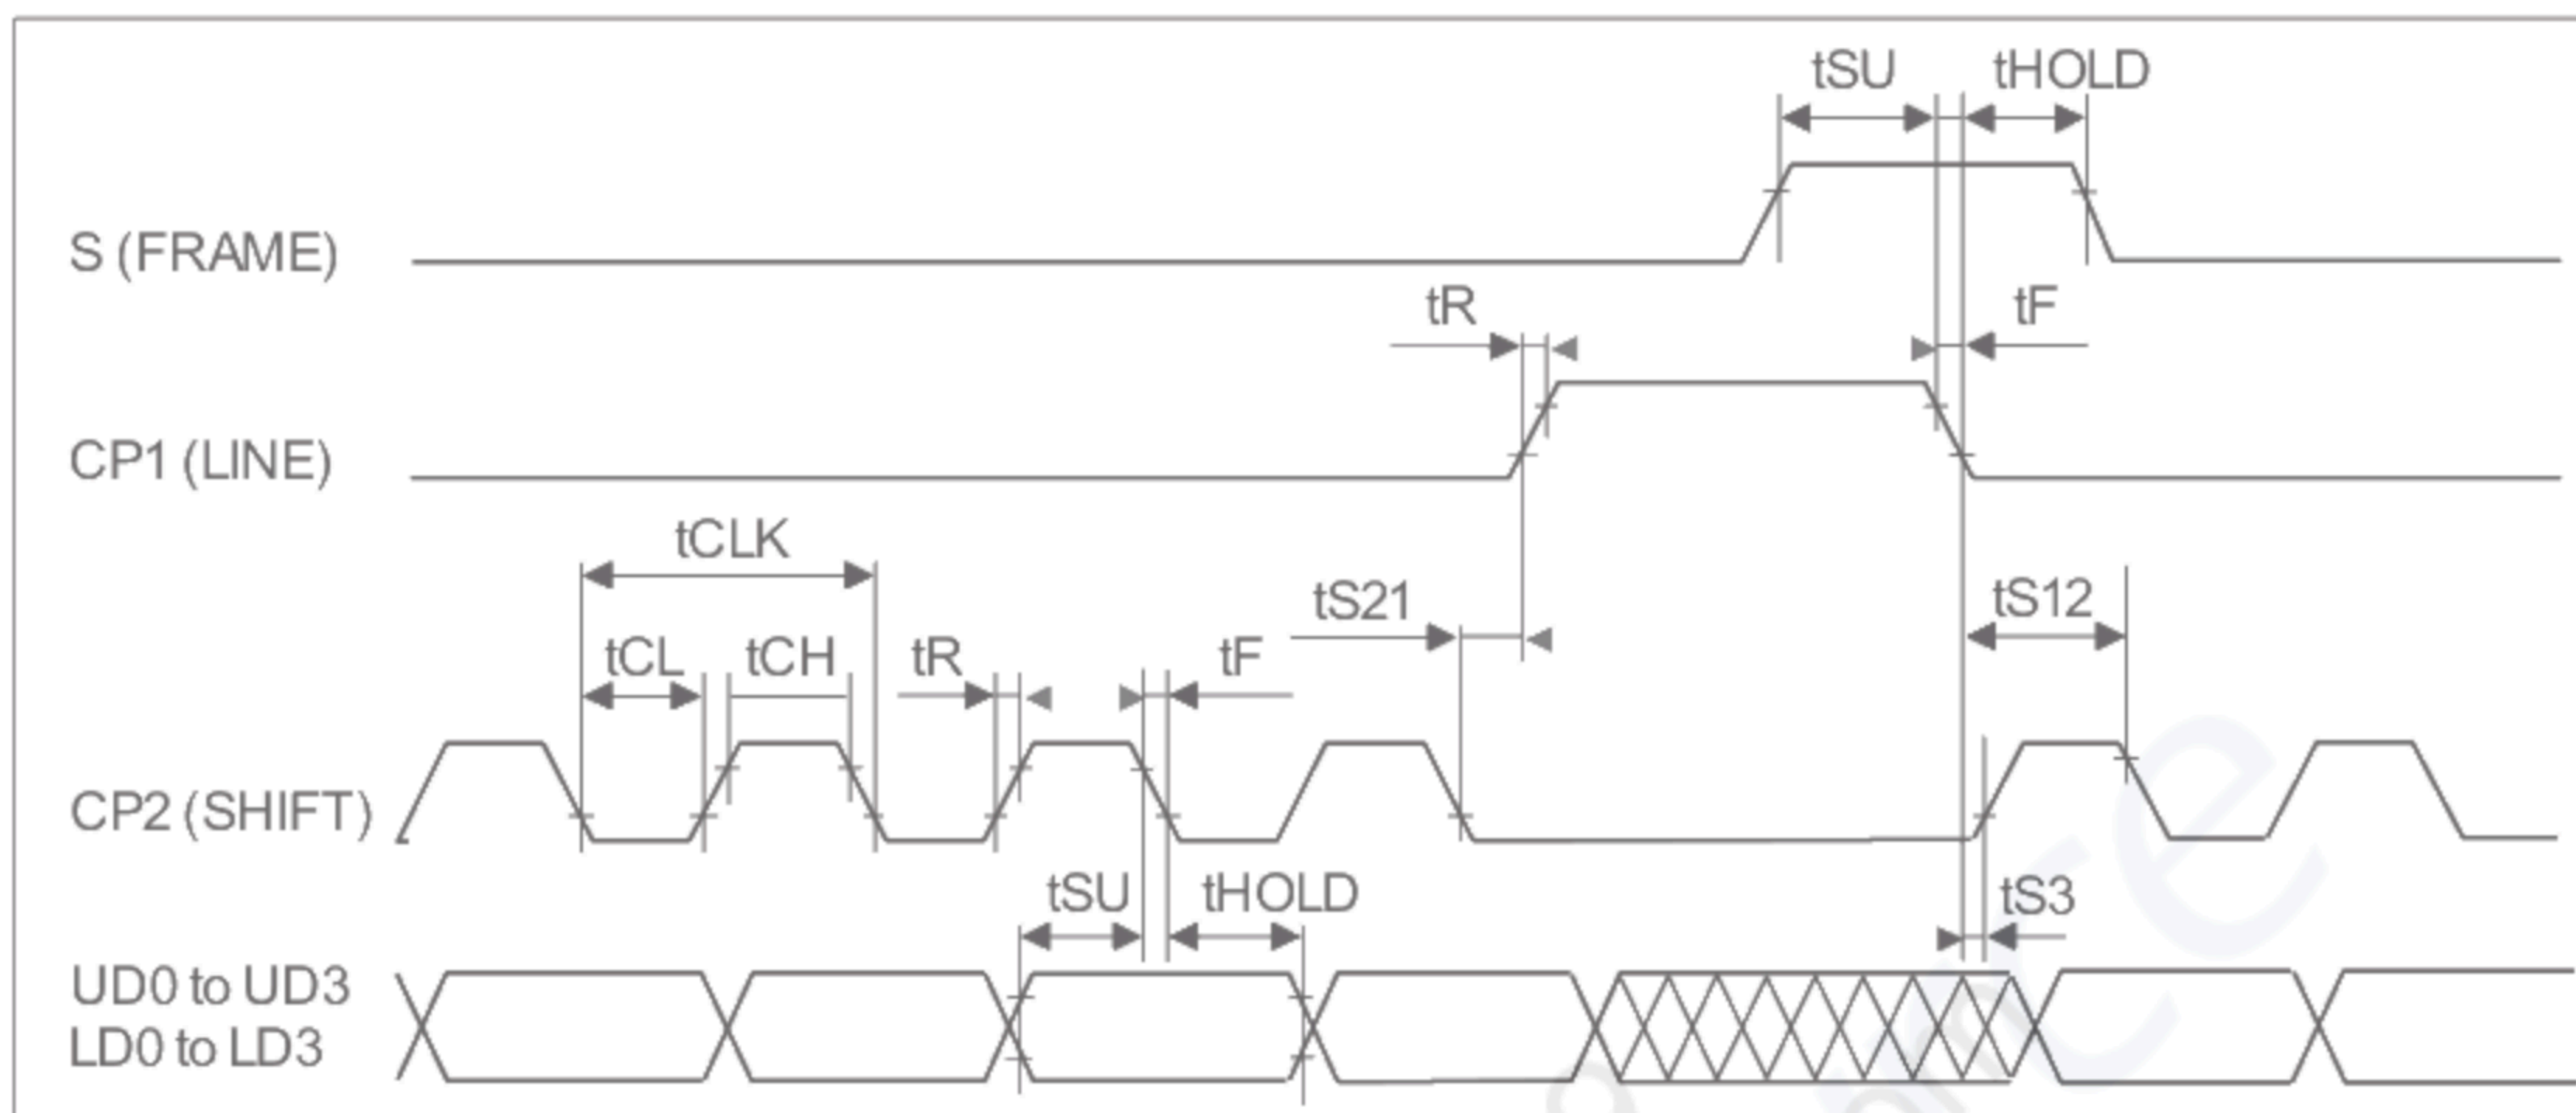 tSU tHOLD
S (FRAME)
tR tF
CP1 (LINE)
tCLK
tS21 tS12
tCL tCH tR tF
CP2 (SHIFT)
tSU tHOLD tS3
UD0 to UD3
LD0 to LD3